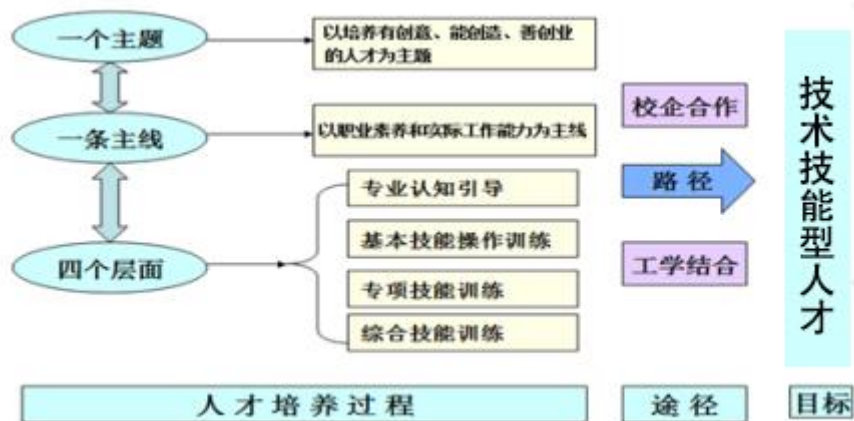 一个主题
以培养有创意、能创造、善创业
的人才为主题
一条主线
以职业素养和实际工作能力为主线
四个层面
专业认知引导
基本技能操作训练
专项技能训练
综合技能训练
校企合作
路径
工学结合
技术技能型人才
人才培养过程
途径
目标